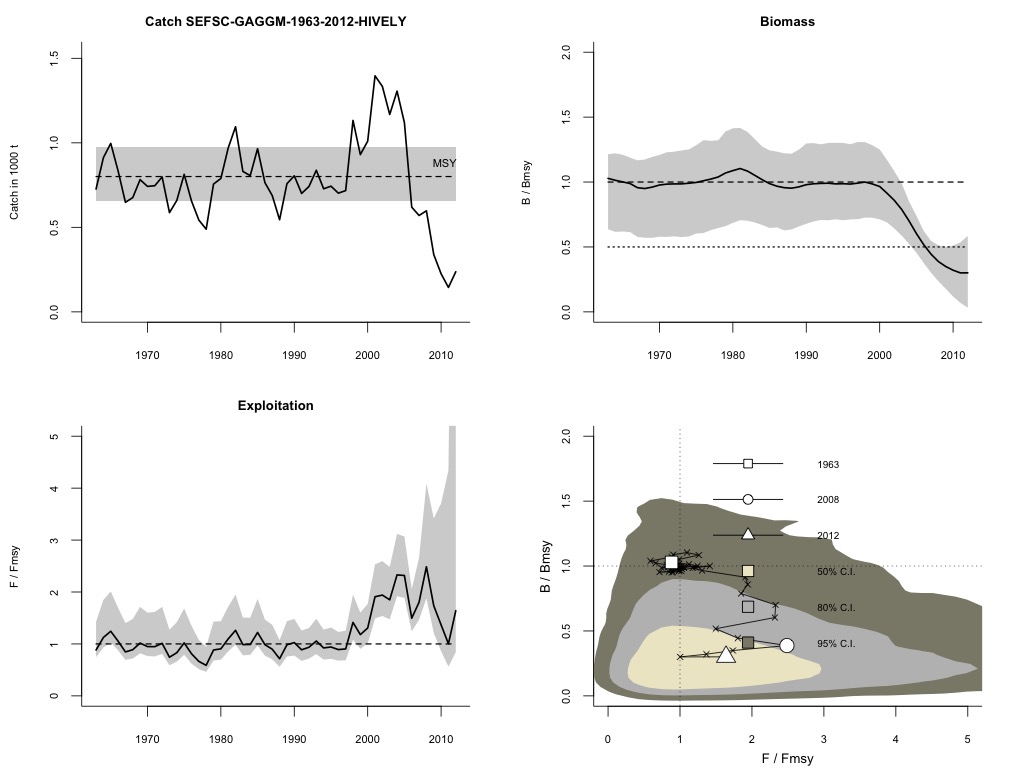 Catch SEFSC-GAGGM-1963-2012-HIVELY
Catch in 1000 t
1.5
1.0
0.5
0.0
MSY
1970 1980 1990 2000 2010
Biomass
B / Bmsy
2.0
1.5
1.0
0.5
0.0
1970 1980 1990 2000 2010
Exploitation
F / Fmsy
5
4
3
2
1
0
1970 1980 1990 2000 2010
B / Bmsy
2.0
1.5
1.0
0.5
0.0
1963
2008
2012
50% C.I.
80% C.I.
95% C.I.
0 1 2 3 4 5
F / Fmsy